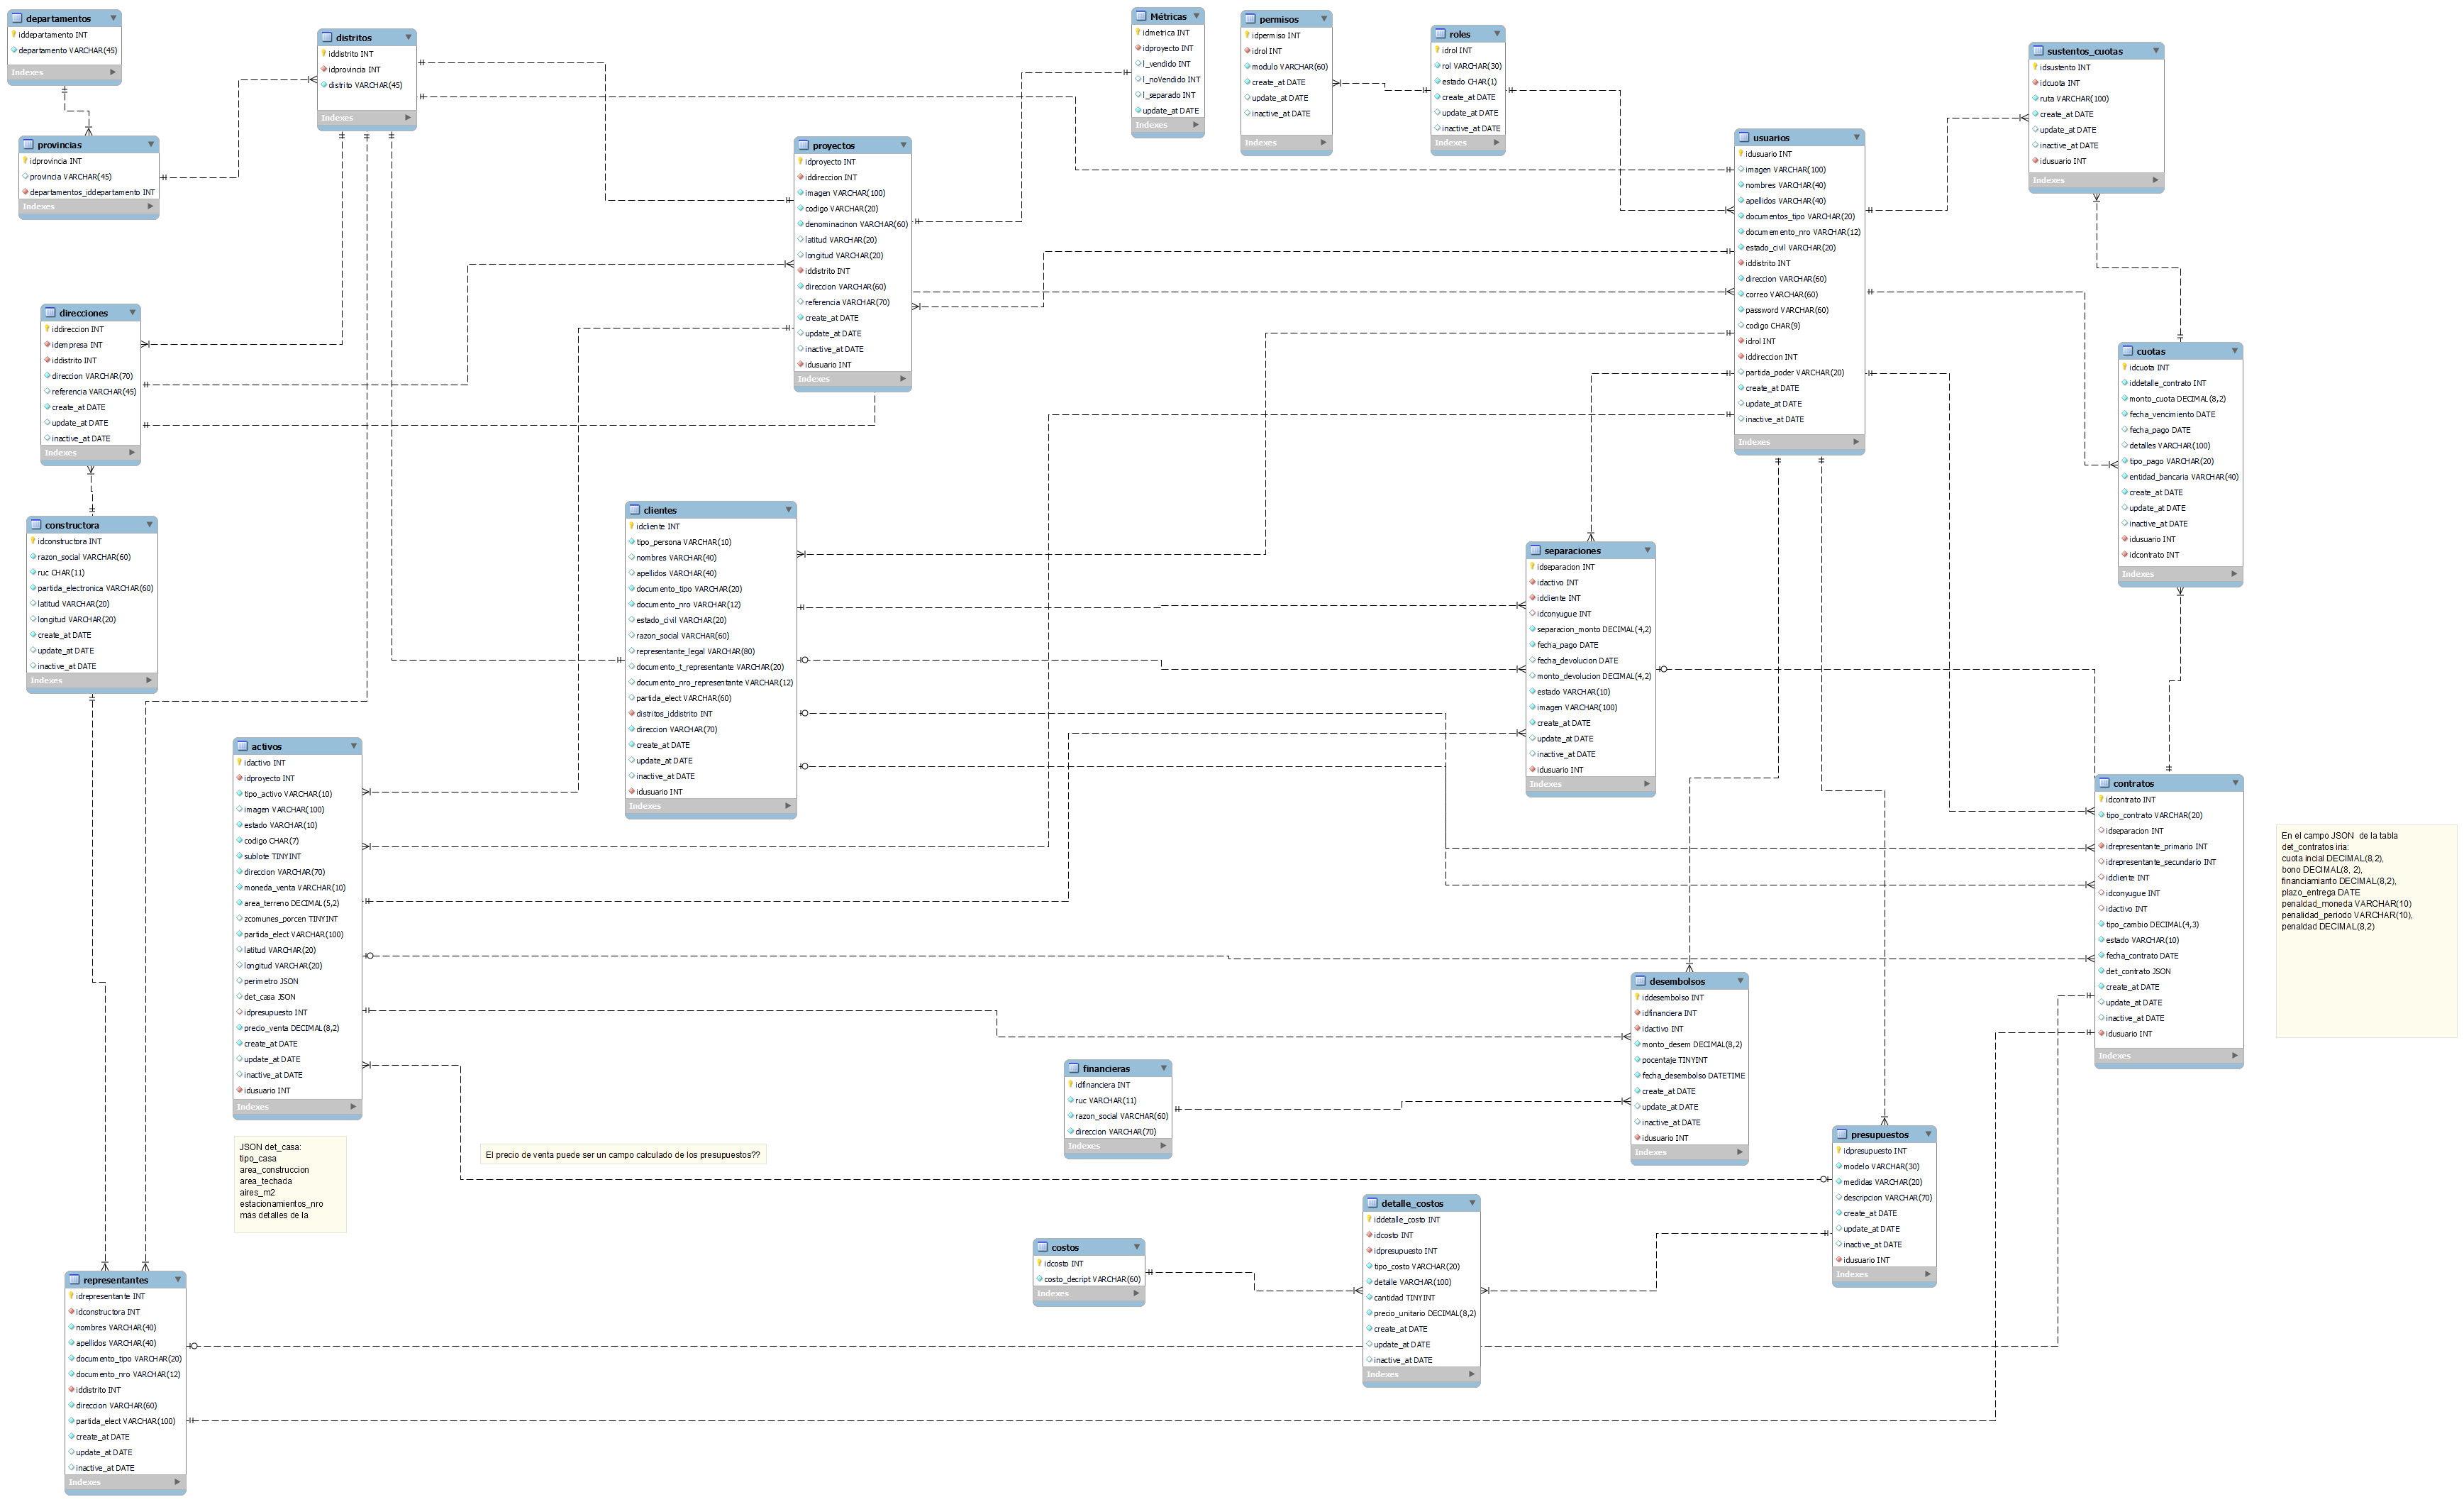 departamentos
iddepartamento INT
departamento VARCHAR(45)
Indexes
provincias
idprovincia INT
provincia VARCHAR(45)
departamentos_iddepartamento INT
Indexes
distritos
iddistrito INT
idprovincia INT
distrito VARCHAR(45)
Indexes
direcciones
iddireccion INT
idempresa INT
iddistrito INT
direccion VARCHAR(70)
referencia VARCHAR(45)
create_at DATE
update_at DATE
inactive_at DATE
Indexes
constructora
idconstructora INT
razon_social VARCHAR(60)
ruc CHAR(11)
partida_electronica VARCHAR(60)
latitud VARCHAR(20)
longitud VARCHAR(20)
create_at DATE
update_at DATE
inactive_at DATE
Indexes
Métricas
idmetrica INT
idproyecto INT
l_vendido INT
l_noVendido INT
l_separado INT
update_at DATE
Indexes
permisos
idpermiso INT
idrol INT
modulo VARCHAR(60)
create_at DATE
update_at DATE
inactive_at DATE
Indexes
roles
idrol INT
rol VARCHAR(30)
estado CHAR(1)
create_at DATE
update_at DATE
inactive_at DATE
Indexes
proyectos
idproyecto INT
iddireccion INT
imagen VARCHAR(100)
codigo VARCHAR(20)
denominacinon VARCHAR(60)
latitud VARCHAR(20)
longitud VARCHAR(20)
iddistrito INT
direccion VARCHAR(60)
referencia VARCHAR(70)
create_at DATE
update_at DATE
inactive_at DATE
idusuario INT
Indexes
usuarios
idusuario INT
imagen VARCHAR(100)
nombres VARCHAR(40)
apellidos VARCHAR(40)
documentos_tipo VARCHAR(20)
documemento_nro VARCHAR(12)
estado_civil VARCHAR(20)
iddistrito INT
direccion VARCHAR(60)
correo VARCHAR(60)
password VARCHAR(60)
codigo CHAR(9)
idrol INT
iddireccion INT
partida_poder VARCHAR(20)
create_at DATE
update_at DATE
inactive_at DATE
Indexes
sustentos_cuotas
idsustento INT
idcuota INT
ruta VARCHAR(100)
create_at DATE
update_at DATE
inactive_at DATE
idusuario INT
Indexes
cuotas
idcuota INT
iddetalle_contrato INT
monto_cuota DECIMAL(8,2)
fecha_vencimiento DATE
fecha_pago DATE
detalles VARCHAR(100)
tipo_pago VARCHAR(20)
entidad_bancaria VARCHAR(40)
create_at DATE
update_at DATE
inactive_at DATE
idusuario INT
idcontrato INT
Indexes
clientes
idcliente INT
tipo_persona VARCHAR(10)
nombres VARCHAR(40)
apellidos VARCHAR(40)
documento_tipo VARCHAR(20)
documento_nro VARCHAR(12)
estado_civil VARCHAR(20)
razon_social VARCHAR(60)
representante_legal VARCHAR(80)
documento_t_representante VARCHAR(20)
documento_nro_representante VARCHAR(12)
partida_elect VARCHAR(60)
distritos_iddistrito INT
direccion VARCHAR(70)
create_at DATE
update_at DATE
inactive_at DATE
idusuario INT
Indexes
separaciones
idseparacion INT
idactivo INT
idcliente INT
idconyugue INT
separacion_monto DECIMAL(4,2)
fecha_pago DATE
fecha_devolucion DATE
monto_devolucion DECIMAL(4,2)
estado VARCHAR(10)
imagen VARCHAR(100)
create_at DATE
update_at DATE
inactive_at DATE
idusuario INT
Indexes
activos
idactivo INT
idproyecto INT
tipo_activo VARCHAR(10)
imagen VARCHAR(100)
estado VARCHAR(10)
codigo CHAR(7)
sublote TINYINT
direccion VARCHAR(70)
moneda_venta VARCHAR(10)
area_terreno DECIMAL(5,2)
zcomunes_porcen TINYINT
partida_elect VARCHAR(100)
latitud VARCHAR(20)
longitud VARCHAR(20)
perimetro JSON
det_casa JSON
idpresupuesto INT
precio_venta DECIMAL(8,2)
create_at DATE
update_at DATE
inactive_at DATE
idusuario INT
Indexes
contratos
idcontrato INT
tipo_contrato VARCHAR(20)
idseparacion INT
idrepresentante_primario INT
idrepresentante_secundario INT
idcliente INT
idconyugue INT
idactivo INT
tipo_cambio DECIMAL(4,3)
estado VARCHAR(10)
fecha_contrato DATE
det_contrato JSON
create_at DATE
update_at DATE
inactive_at DATE
idusuario INT
Indexes
En el campo JSON  de la tabla
det_contratos iria:
cuota incial DECIMAL(8,2),
bono DECIMAL(8, 2),
financiamianto DECIMAL(8,2),
plazo_entrega DATE
penaldad_moneda VARCHAR(10)
penalidad_periodo VARCHAR(10),
penaldad DECIMAL(8,2)
desembolsos
iddesembolso INT
idfinanciera INT
idactivo INT
monto_desem DECIMAL(8,2)
pocentaje TINYINT
fecha_desembolso DATETIME
create_at DATE
update_at DATE
inactive_at DATE
idusuario INT
Indexes
financieras
idfinanciera INT
ruc VARCHAR(11)
razon_social VARCHAR(60)
direccion VARCHAR(70)
Indexes
presupuestos
idpresupuesto INT
modelo VARCHAR(30)
medidas VARCHAR(20)
descripcion VARCHAR(70)
create_at DATE
update_at DATE
inactive_at DATE
idusuario INT
Indexes
JSON det_casa:
tipo_casa
area_construccion
area_techada
aires_m2
estacionamientos_nro
más detalles de la
El precio de venta puede ser un campo calculado de los presupuestos??
detalle_costos
iddetalle_costo INT
idcosto INT
idpresupuesto INT
tipo_costo VARCHAR(20)
detalle VARCHAR(100)
cantidad TINYINT
precio_unitario DECIMAL(8,2)
create_at DATE
update_at DATE
inactive_at DATE
Indexes
costos
idcosto INT
costo_decript VARCHAR(60)
Indexes
representantes
idrepresentante INT
idconstructora INT
nombres VARCHAR(40)
apellidos VARCHAR(40)
documento_tipo VARCHAR(20)
documento_nro VARCHAR(12)
iddistrito INT
direccion VARCHAR(60)
partida_elect VARCHAR(100)
create_at DATE
update_at DATE
inactive_at DATE
Indexes